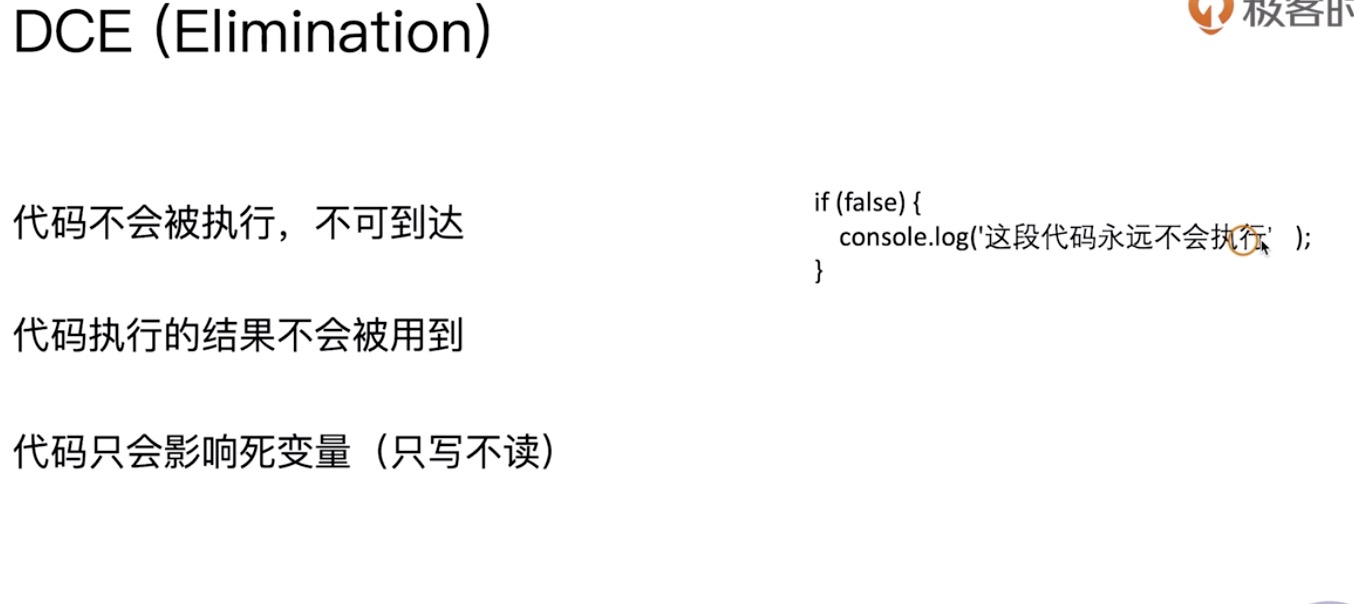 DCE (Elimination)
极客时
代码不会被执行，不可到达
代码执行的结果不会被用到
代码只会影响死变量（只写不读）
if (false) {
console.log('这段代码永远不会执行’ );
}